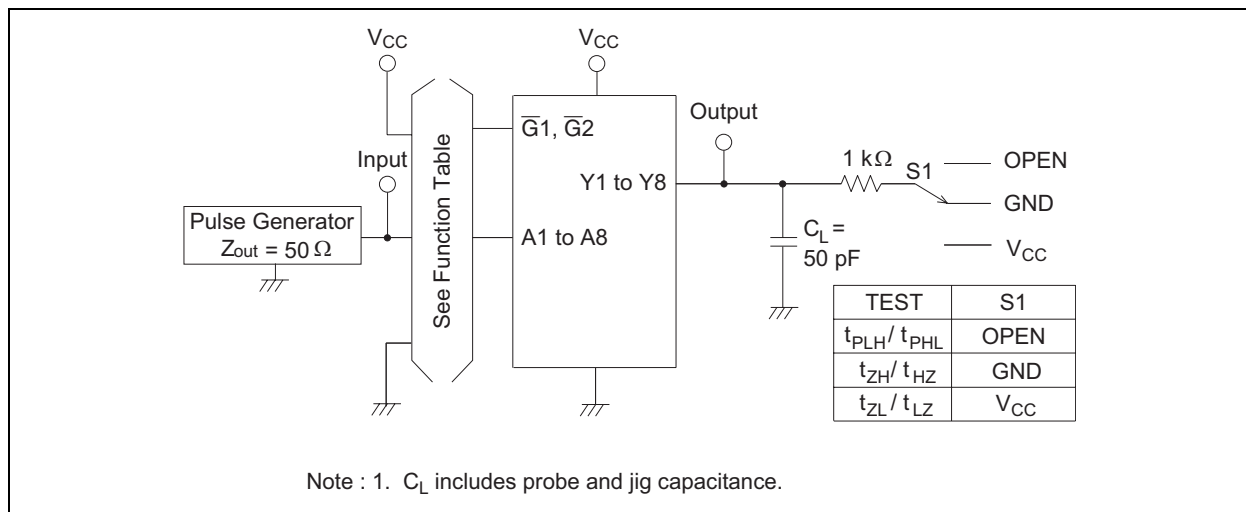 VCC
VCC
Output
Input
G̅1, G̅2
1 kΩ
S1
OPEN
Y1 to Y8
GND
Pulse Generator
Zout = 50 Ω
See Function Table
A1 to A8
CL =
50 pF
VCC
TEST S1
tPLH/ tPHL OPEN
tZH/ tHZ GND
tZL/ tLZ VCC
Note : 1. CL includes probe and jig capacitance.